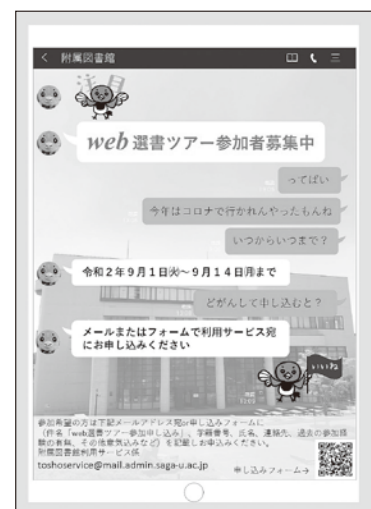 附属図書館
注目
web 選書ツアー参加者募集中
ってばい
今年はコロナで行かれんやったもんね
いつからいつまで？
令和２年９月１日㈫～９月１４日㈪まで
どがんして申し込むと？
メールまたはフォームで利用サービス宛
にお申し込みください
いいね
参加希望の方は下記メールアドレス宛or申し込みフォームに
（件名「web選書ツアー参加申し込み」、学籍番号、氏名、連絡先、過去の参加経
験の有無、その他意気込みなど）を記載しお申込みください。
附属図書館利用サービス係
toshoservice@mail.admin.saga-u.ac.jp
申し込みフォーム→